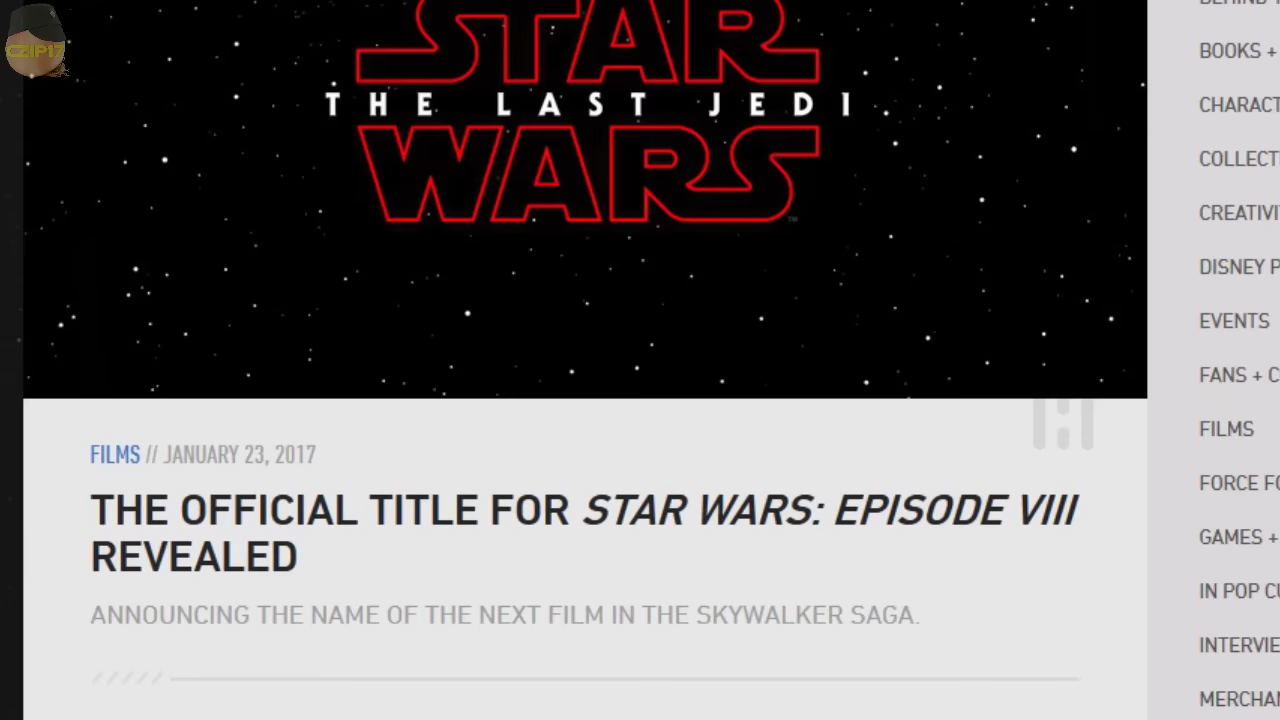 CZIP17
STAR
THE LAST JEDI
WARS
TM
FILMS // JANUARY 23, 2017
THE OFFICIAL TITLE FOR STAR WARS: EPISODE VIII
REVEALED
ANNOUNCING THE NAME OF THE NEXT FILM IN THE SKYWALKER SAGA.
BOOKS +
CHARACT
COLLECT
CREATIVI
DISNEY P
EVENTS
FANS + C
FILMS
FORCE FO
GAMES +
IN POP CU
INTERVIE
MERCHAN